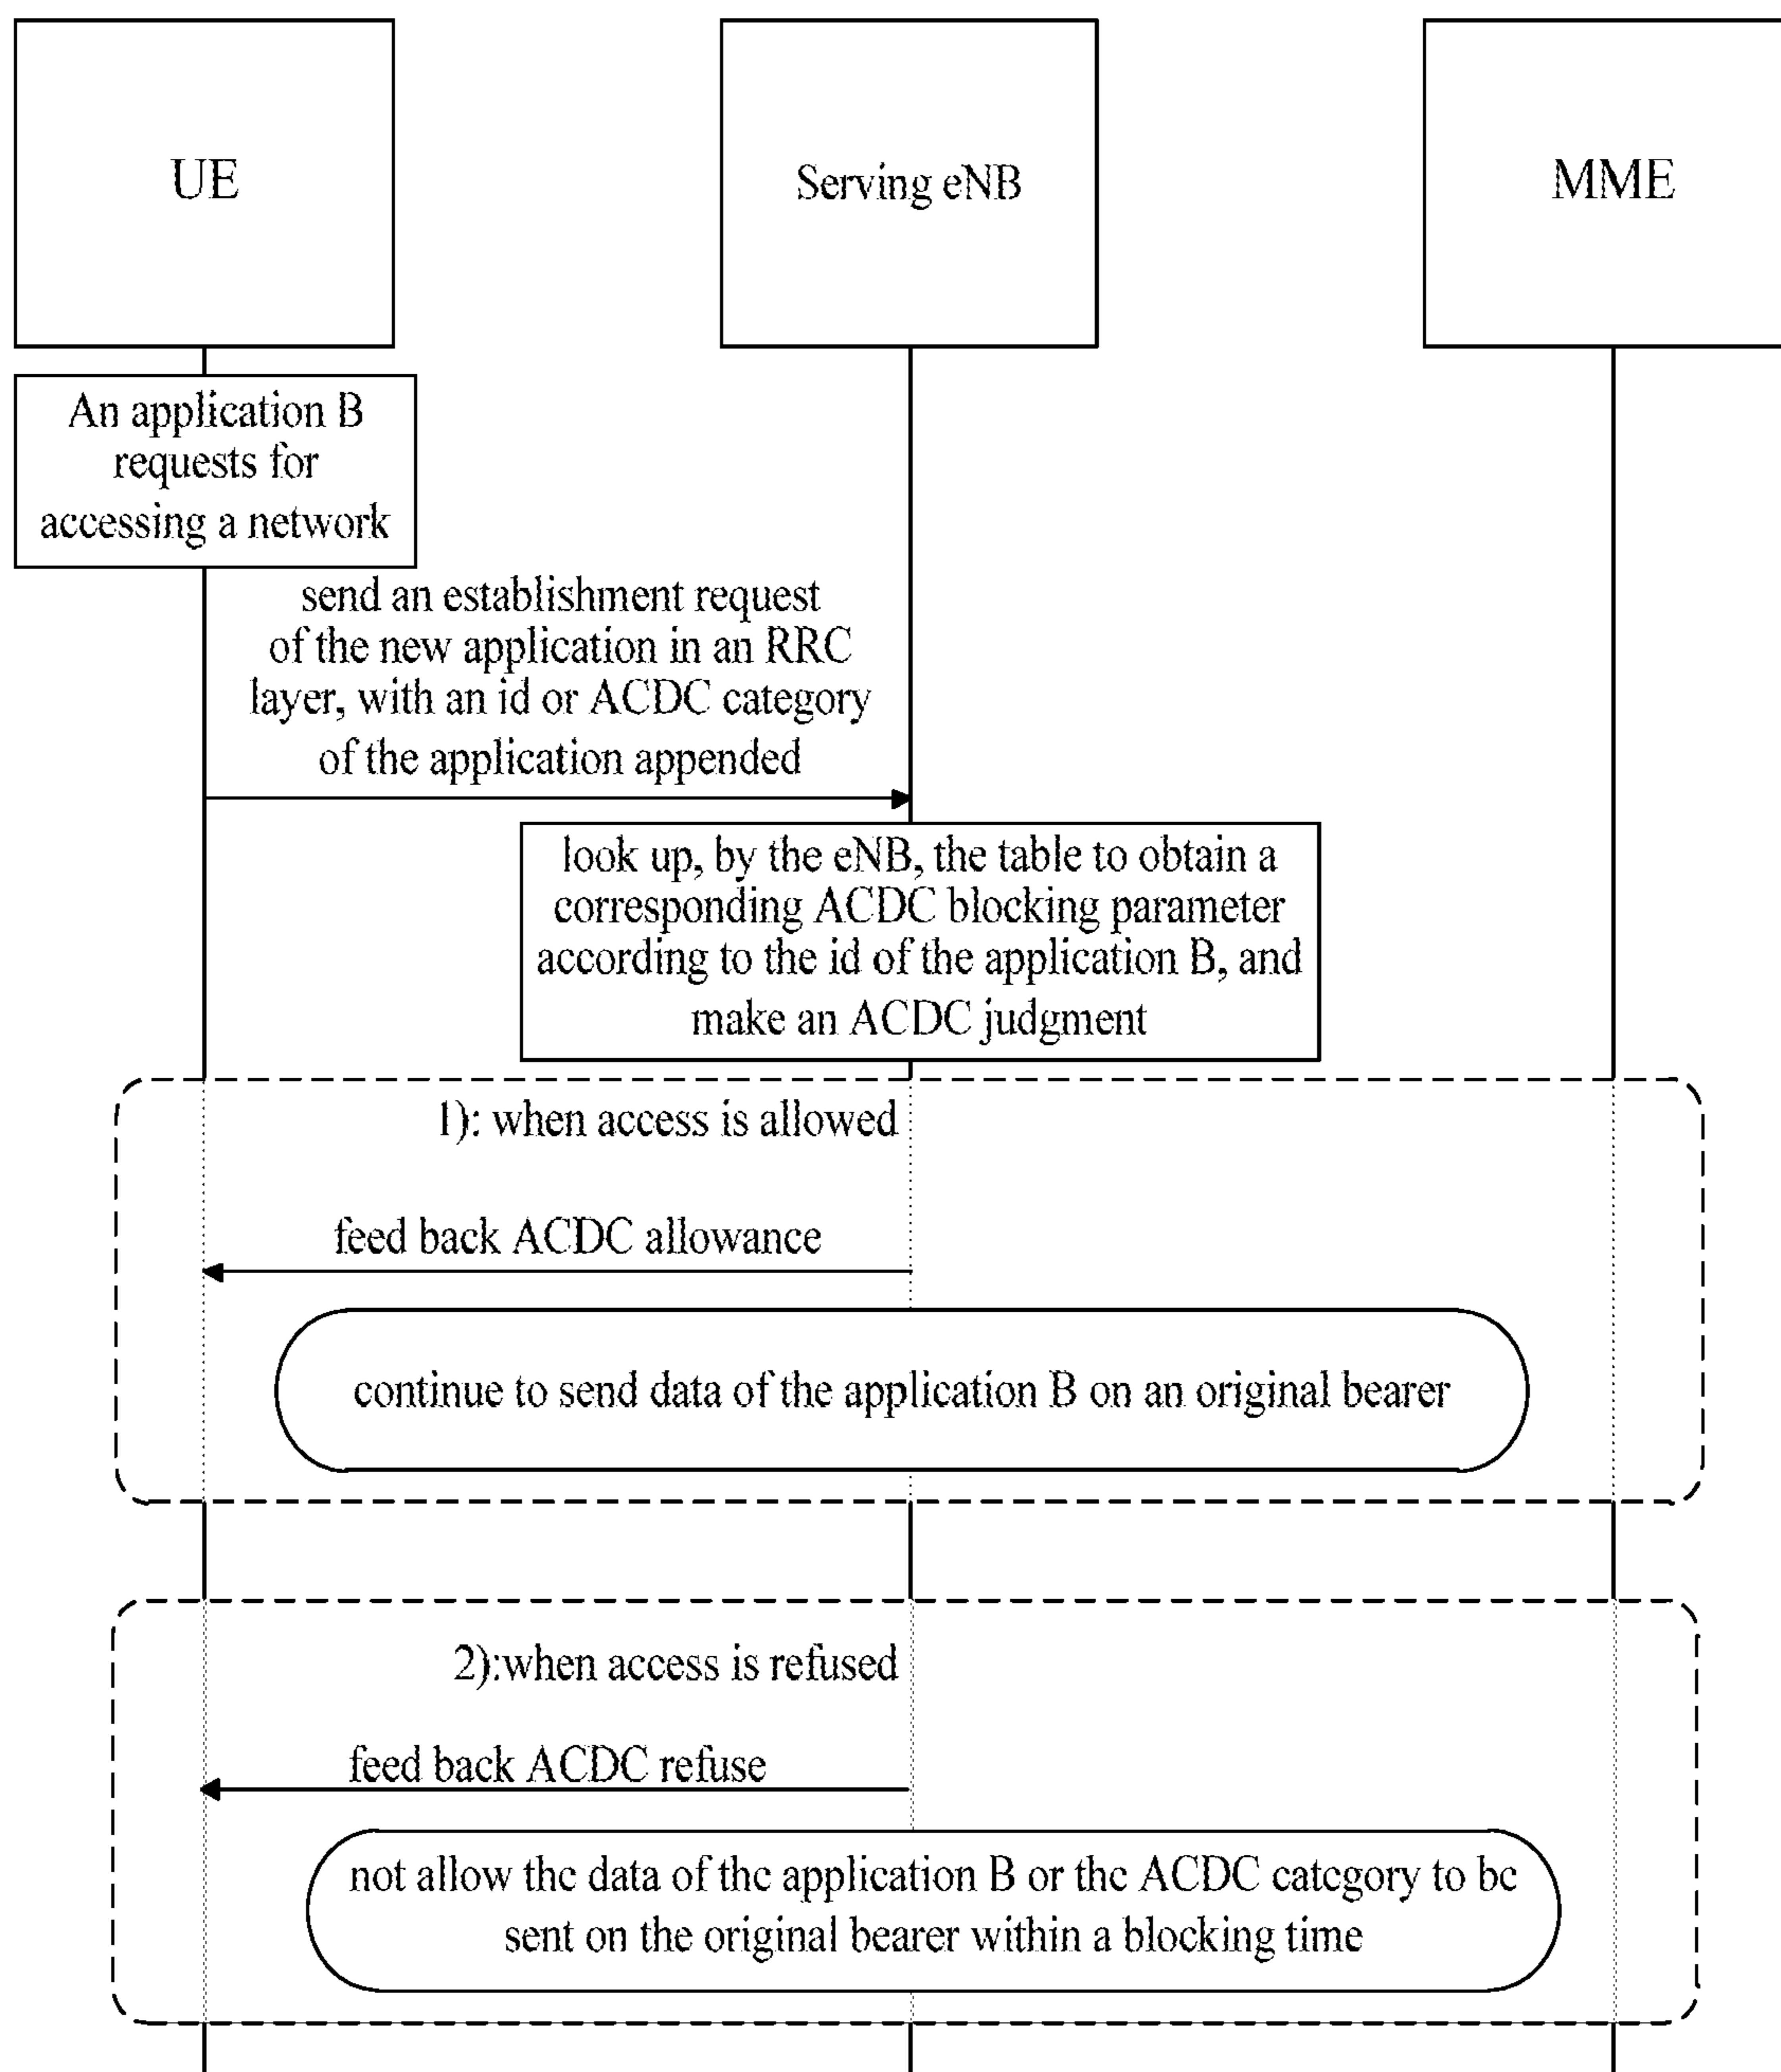 UE
Serving eNB
MME
An application B
requests for
accessing a network
send an establishment request
of the new application in an RRC
layer, with an id or ACDC category
of the application appended
look up, by the eNB, the table to obtain a
corresponding ACDC blocking parameter
according to the id of the application B, and
make an ACDC judgment
1): when access is allowed
feed back ACDC allowance
continue to send data of the application B on an original bearer
2):when access is refused
feed back ACDC refuse
not allow the data of the application B or the ACDC category to be
sent on the original bearer within a blocking time